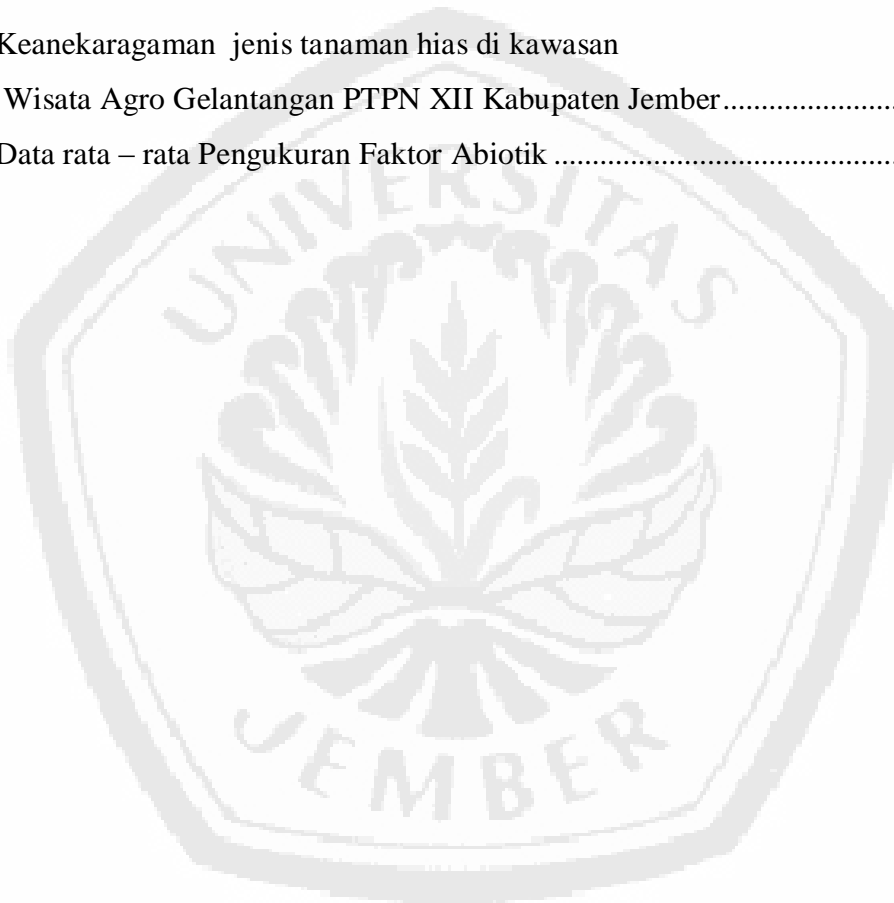 Keanekaragaman jenis tanaman hias di kawasan
Wisata Agro Gelantangan PTPN XII Kabupaten Jember......................
Data rata – rata Pengukuran Faktor Abiotik ............................................
UNIVERSITAS
JEMBER